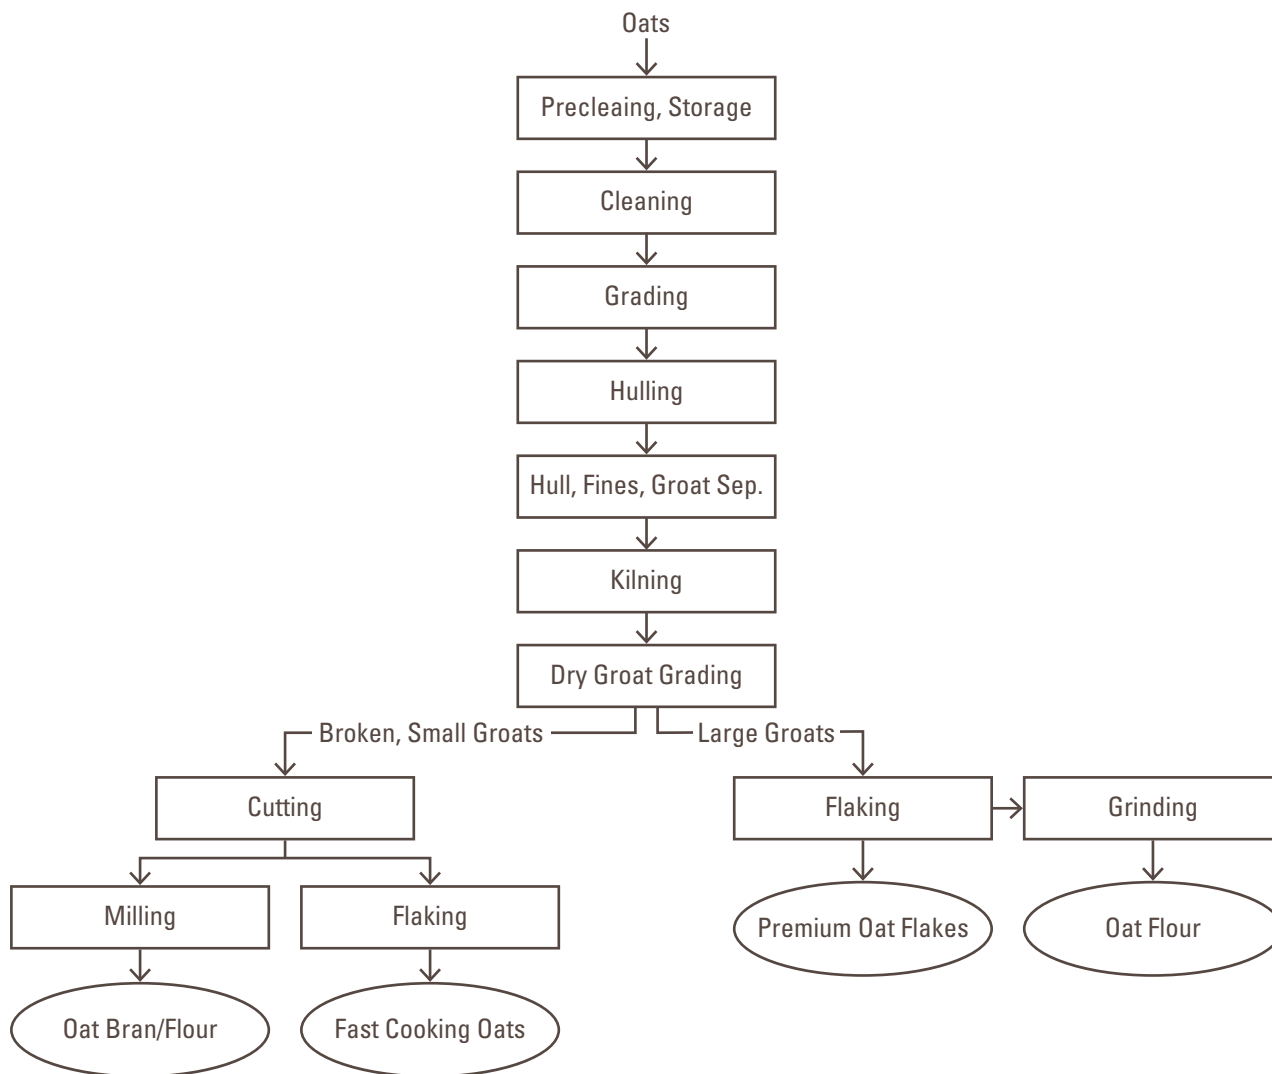 Oats
Precleaing, Storage
Cleaning
Grading
Hulling
Hull, Fines, Groat Sep.
Kilning
Dry Groat Grading
Broken, Small Groats
Large Groats
Cutting
Flaking
Grinding
Milling
Flaking
Premium Oat Flakes
Oat Flour
Oat Bran/Flour
Fast Cooking Oats